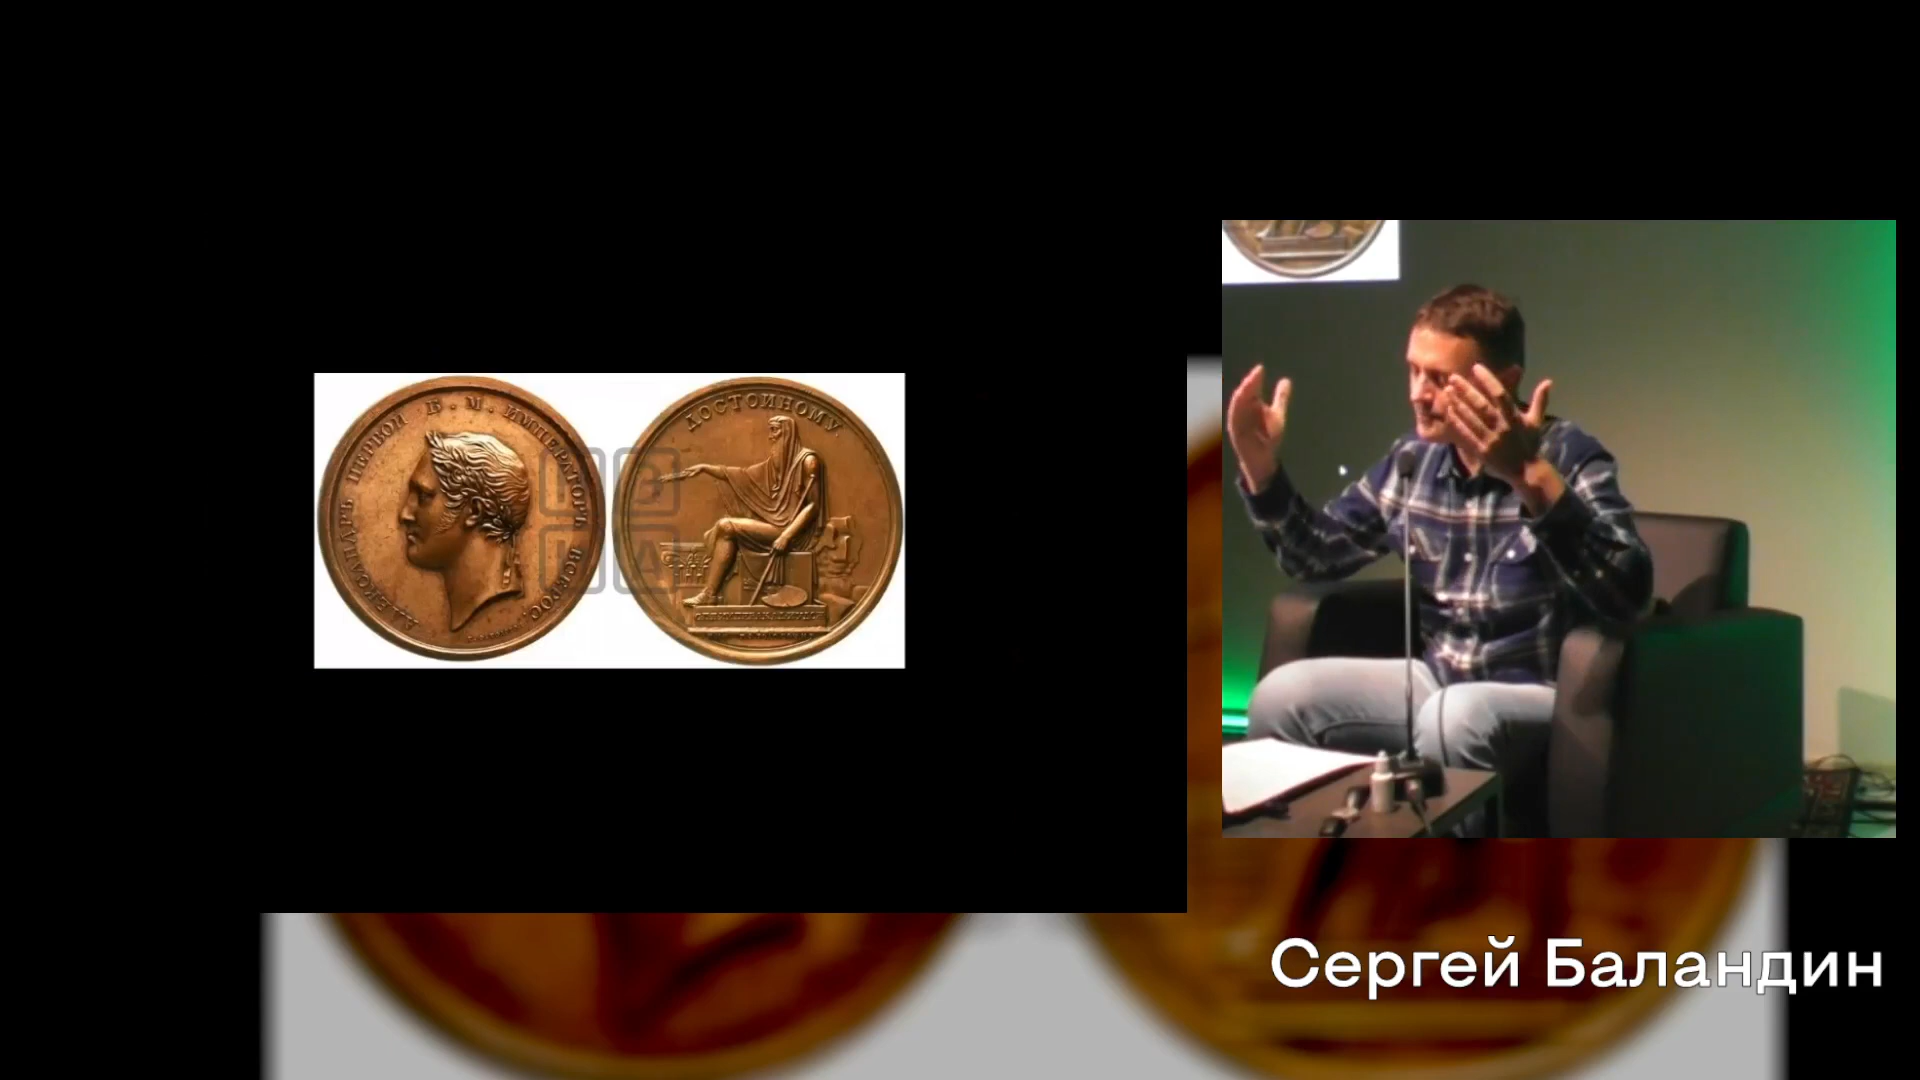 АЛЕКСАНДРЪ ПЕРВОЙ Б. М. ИМПЕРАТОРЪ ВСЕРОС.
ДОСТОИНОМУ
Сергей Баландин